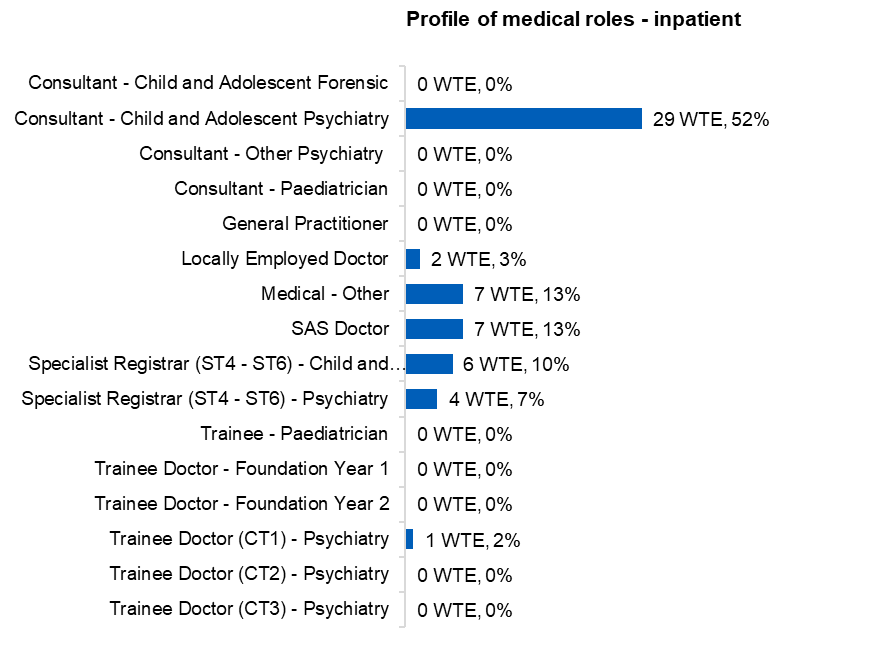 Profile of medical roles - inpatient
Consultant - Child and Adolescent Forensic 0 WTE, 0%
Consultant - Child and Adolescent Psychiatry 29 WTE, 52%
Consultant - Other Psychiatry 0 WTE, 0%
Consultant - Paediatrician 0 WTE, 0%
General Practitioner 0 WTE, 0%
Locally Employed Doctor 2 WTE, 3%
Medical - Other 7 WTE, 13%
SAS Doctor 7 WTE, 13%
Specialist Registrar (ST4 - ST6) - Child and… 6 WTE, 10%
Specialist Registrar (ST4 - ST6) - Psychiatry 4 WTE, 7%
Trainee - Paediatrician 0 WTE, 0%
Trainee Doctor - Foundation Year 1 0 WTE, 0%
Trainee Doctor - Foundation Year 2 0 WTE, 0%
Trainee Doctor (CT1) - Psychiatry 1 WTE, 2%
Trainee Doctor (CT2) - Psychiatry 0 WTE, 0%
Trainee Doctor (CT3) - Psychiatry 0 WTE, 0%